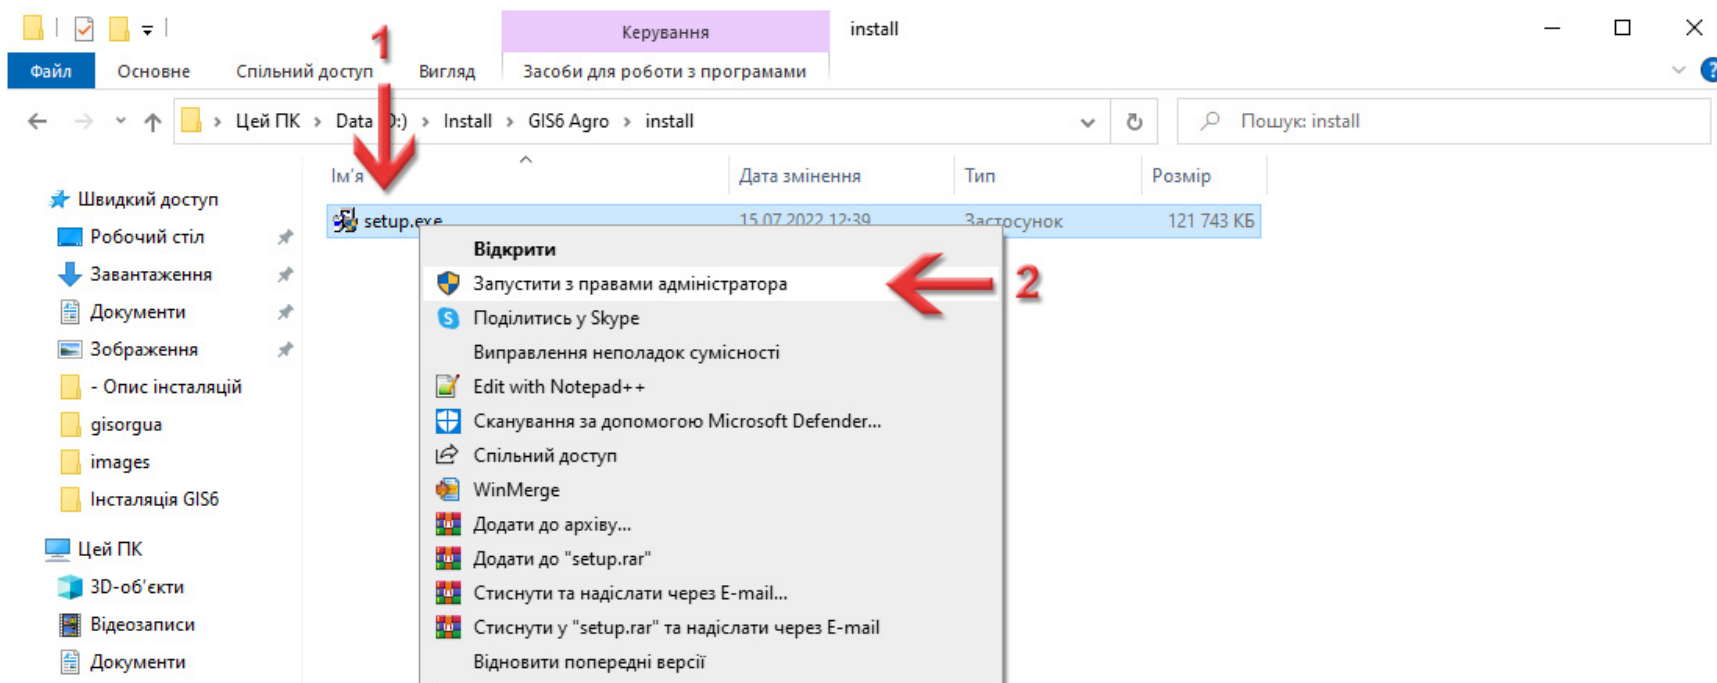 1
Керування
install
Файл
Основне
Спільний доступ
Вигляд
Засоби для роботи з програмами
?
Цей ПК > Data D:) > Install > GIS6 Agro > install
Пошук: install
Ім'я
Дата змінення
Тип
Розмір
setup.exe
15.07.2022 12:39
Застосунок
121 743 КБ
Швидкий доступ
Робочий стіл
Завантаження
Документи
Зображення
- Опис інсталяцій
gisorgua
images
Інсталяція GIS6
Цей ПК
3D-об'єкти
Відеозаписи
Документи
Відкрити
Запустити з правами адміністратора
2
Поділитись у Skype
Виправлення неполадок сумісності
Edit with Notepad++
Сканування за допомогою Microsoft Defender...
Спільний доступ
WinMerge
Додати до архіву...
Додати до "setup.rar"
Стиснути та надіслати через E-mail...
Стиснути у "setup.rar" та надіслати через E-mail
Відновити попередні версії